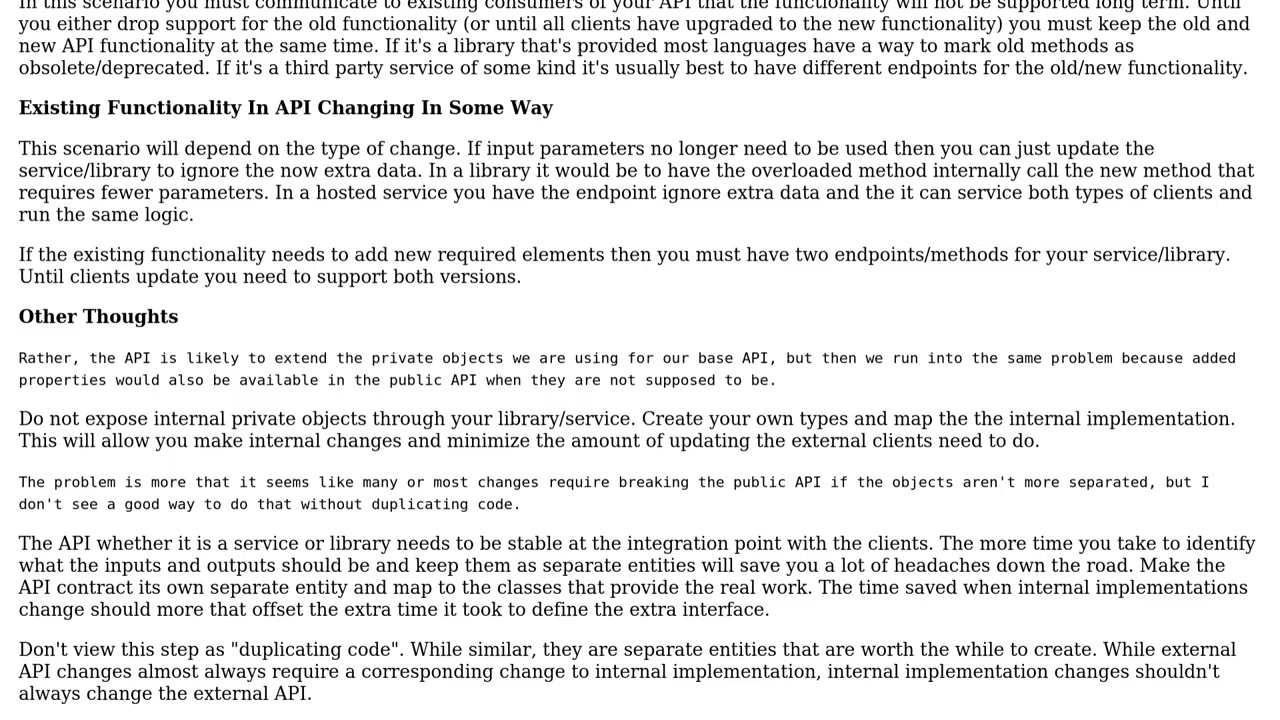 In this scenario you must communicate to existing consumers of your API that the functionality will not be supported long term. Until
you either drop support for the old functionality (or until all clients have upgraded to the new functionality) you must keep the old and
new API functionality at the same time. If it's a library that's provided most languages have a way to mark old methods as
obsolete/deprecated. If it's a third party service of some kind it's usually best to have different endpoints for the old/new functionality.
Existing Functionality In API Changing In Some Way
This scenario will depend on the type of change. If input parameters no longer need to be used then you can just update the
service/library to ignore the now extra data. In a library it would be to have the overloaded method internally call the new method that
requires fewer parameters. In a hosted service you have the endpoint ignore extra data and the it can service both types of clients and
run the same logic.
If the existing functionality needs to add new required elements then you must have two endpoints/methods for your service/library.
Until clients update you need to support both versions.
Other Thoughts
Rather, the API is likely to extend the private objects we are using for our base API, but then we run into the same problem because added
properties would also be available in the public API when they are not supposed to be.
Do not expose internal private objects through your library/service. Create your own types and map the the internal implementation.
This will allow you make internal changes and minimize the amount of updating the external clients need to do.
The problem is more that it seems like many or most changes require breaking the public API if the objects aren't more separated, but I
don't see a good way to do that without duplicating code.
The API whether it is a service or library needs to be stable at the integration point with the clients. The more time you take to identify
what the inputs and outputs should be and keep them as separate entities will save you a lot of headaches down the road. Make the
API contract its own separate entity and map to the classes that provide the real work. The time saved when internal implementations
change should more that offset the extra time it took to define the extra interface.
Don't view this step as "duplicating code". While similar, they are separate entities that are worth the while to create. While external
API changes almost always require a corresponding change to internal implementation, internal implementation changes shouldn't
always change the external API.